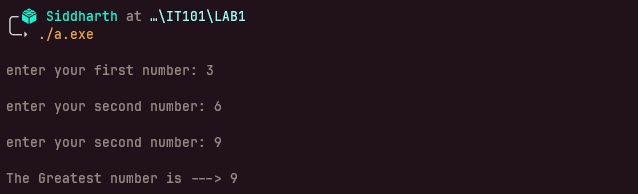 Siddharth at …\IT101\LAB1
./a.exe
enter your first number: 3
enter your second number: 6
enter your second number: 9
The Greatest number is ---> 9